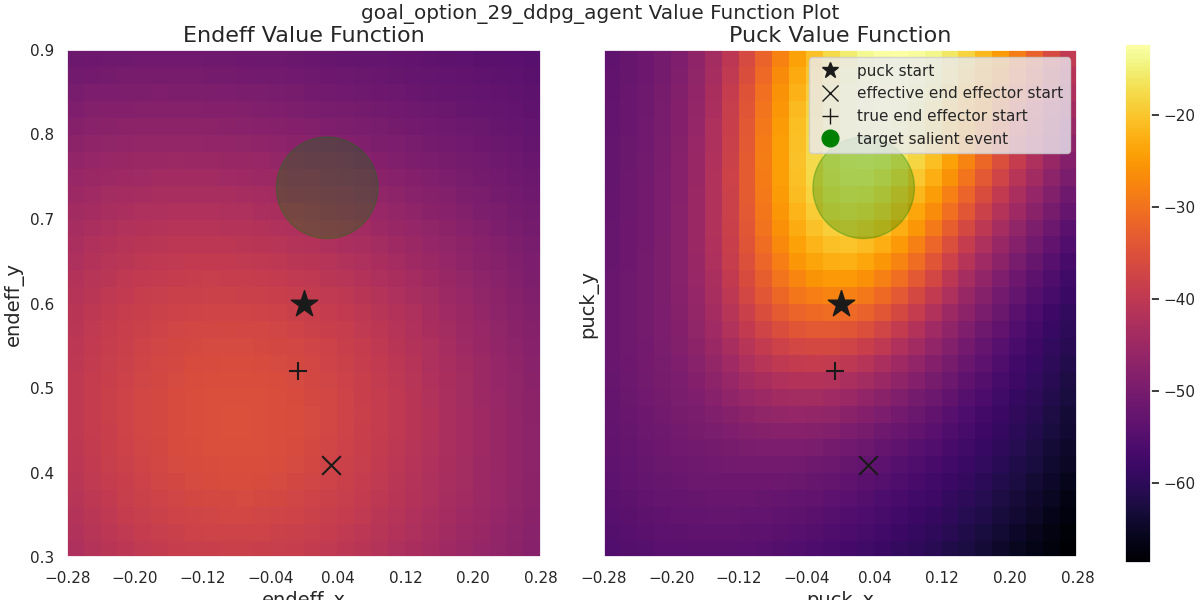 goal_option_29_ddpg_agent Value Function Plot
Endeff Value Function
Puck Value Function
puck start
effective end effector start
true end effector start
target salient event
0.9
0.8
0.7
0.6
0.5
0.4
0.3
endeff_y
puck_y
−20
−30
−40
−50
−60
−0.28 −0.20 −0.12 −0.04 0.04 0.12 0.20 0.28
−0.28 −0.20 −0.12 −0.04 0.04 0.12 0.20 0.28
endeff_x
puck_x